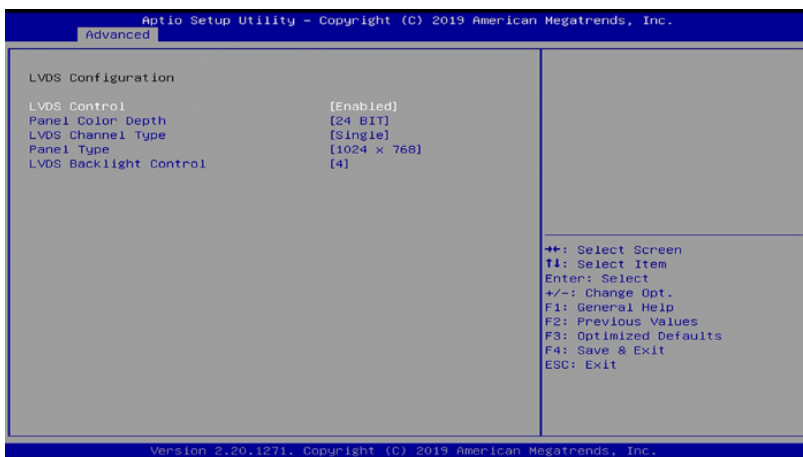 Aptio Setup Utility – Copyright (C) 2019 American Megatrends, Inc.
Advanced
LVDS Configuration
LVDS Control [Enabled]
Panel Color Depth [24 BIT]
LVDS Channel Type [Single]
Panel Type [1024 x 768]
LVDS Backlight Control [4]
→←: Select Screen
↑↓: Select Item
Enter: Select
+/-: Change Opt.
F1: General Help
F2: Previous Values
F3: Optimized Defaults
F4: Save & Exit
ESC: Exit
Version 2.20.1271. Copyright (C) 2019 American Megatrends, Inc.